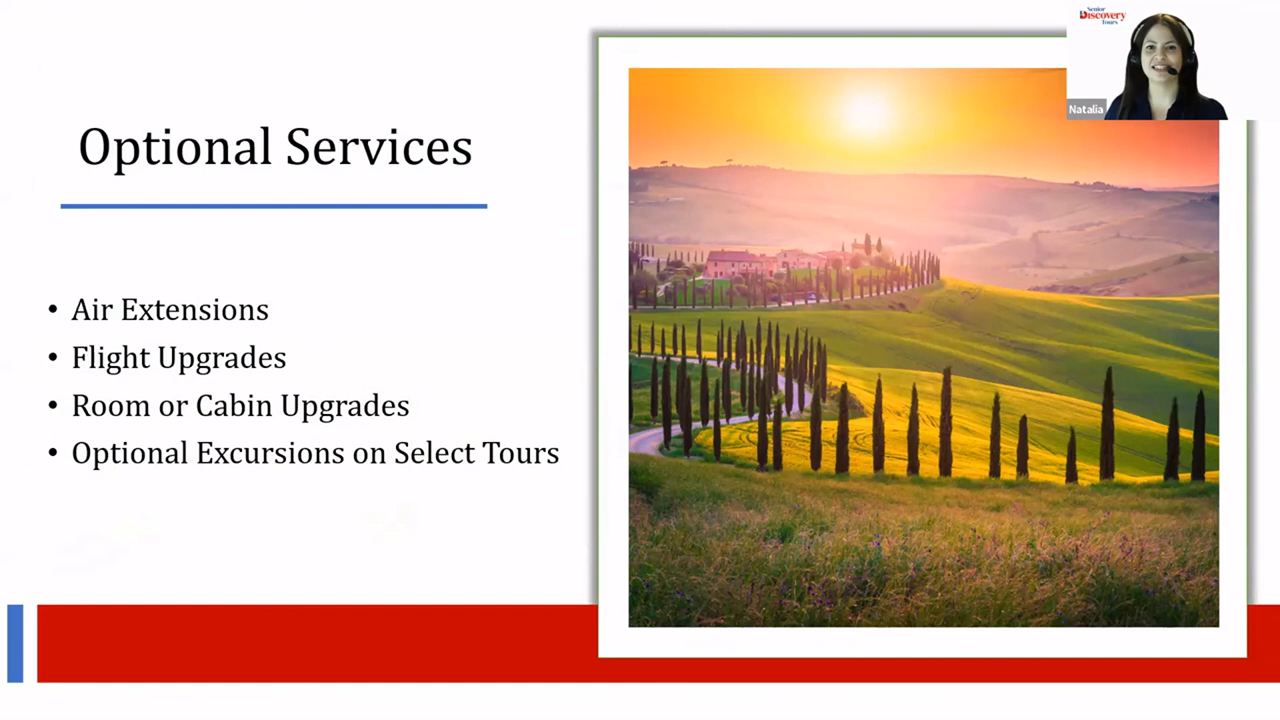 Senior
Discovery
Tours
Natalia
Optional Services
• Air Extensions
• Flight Upgrades
• Room or Cabin Upgrades
• Optional Excursions on Select Tours